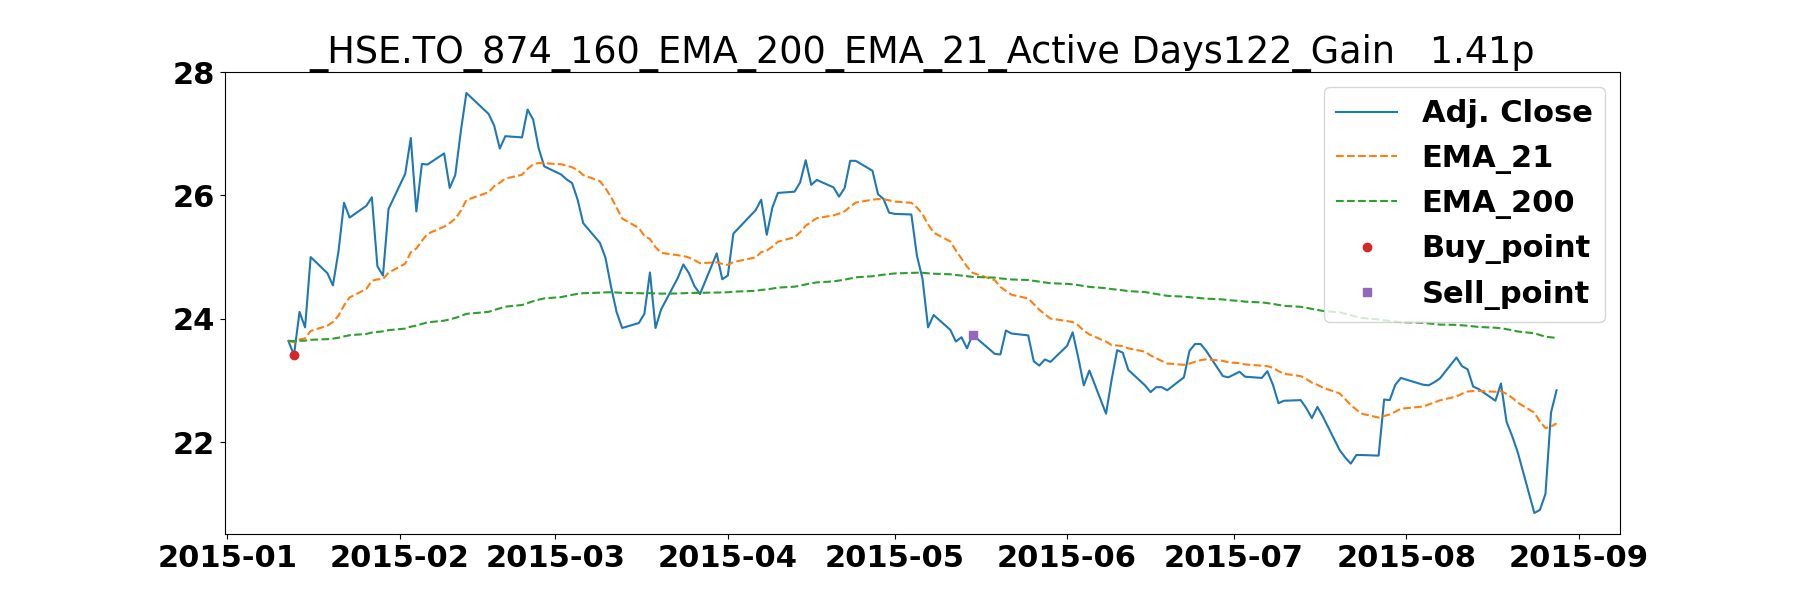 _HSE.TO_874_160_EMA_200_EMA_21_Active Days122_Gain   1.41p
28
26
24
22
Adj. Close
EMA_21
EMA_200
Buy_point
Sell_point
2015-01 2015-02 2015-03 2015-04 2015-05 2015-06 2015-07 2015-08 2015-09